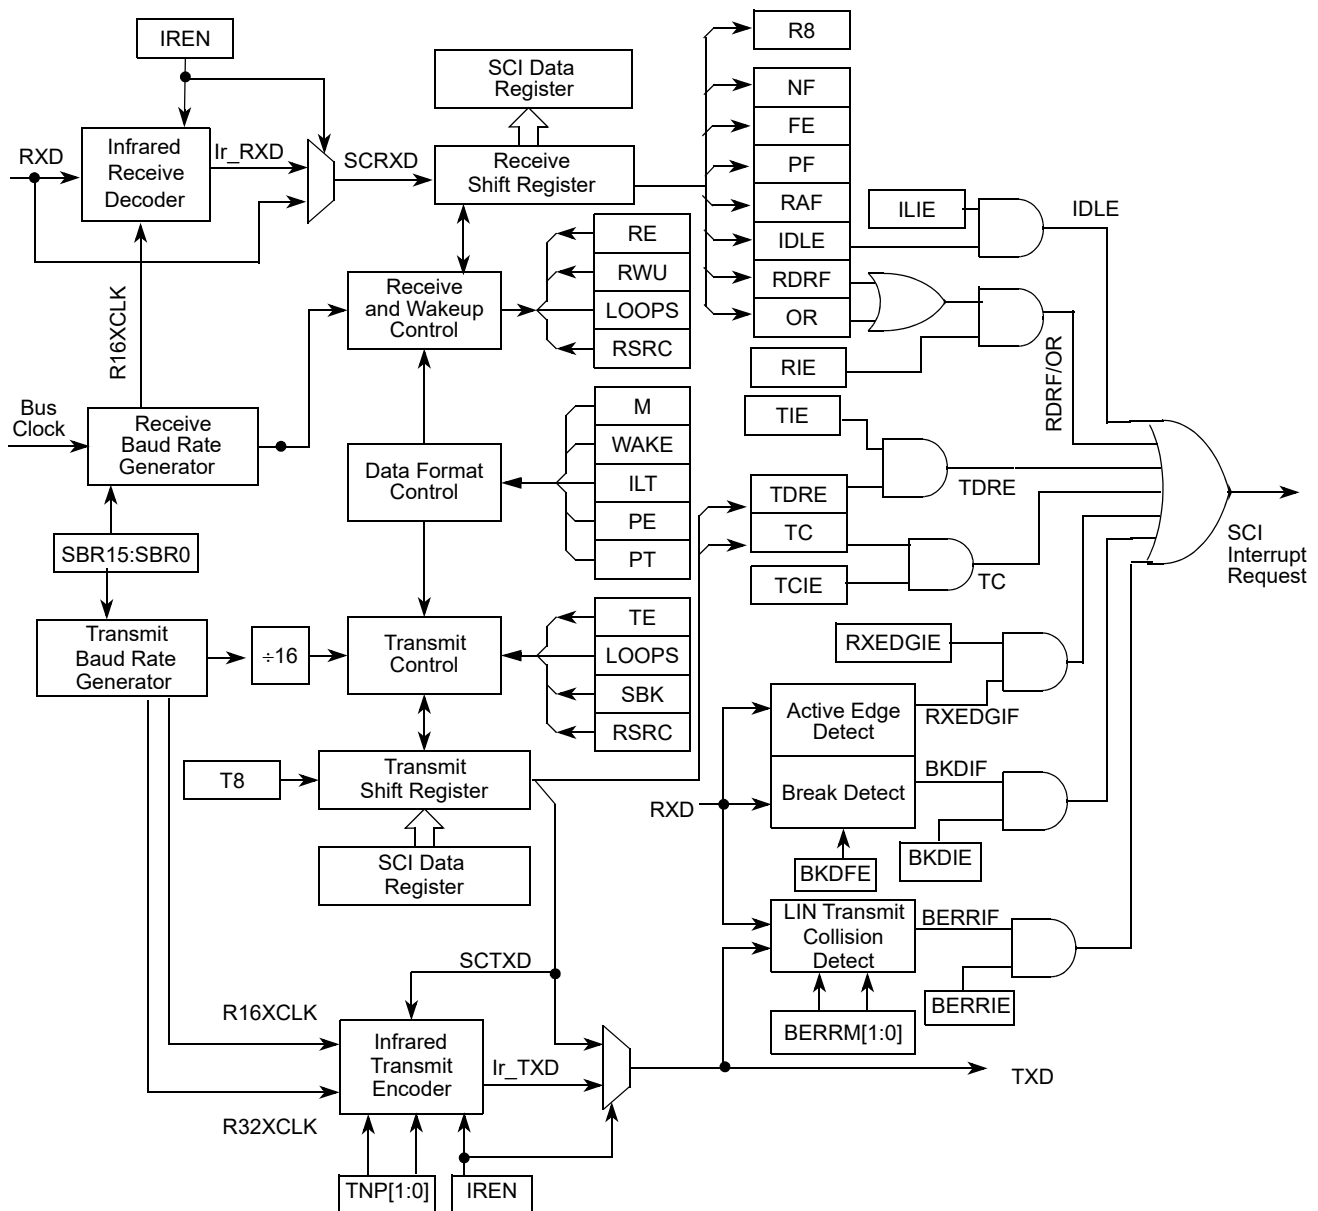 IREN
RXD
Infrared
Receive
Decoder
Ir_RXD
SCRXD
SCI Data
Register
Receive
Shift Register
R16XCLK
Receive
and Wakeup
Control
RE
RWU
LOOPS
RSRC
R8
NF
FE
PF
RAF
IDLE
RDRF
OR
ILIE
IDLE
RIE
RDRF/OR
Bus
Clock
Receive
Baud Rate
Generator
Data Format
Control
M
WAKE
ILT
PE
PT
TIE
TDRE
TC
TCIE
TDRE
TC
SCI
Interrupt
Request
SBR15:SBR0
Transmit
Baud Rate
Generator
÷16
Transmit
Control
TE
LOOPS
SBK
RSRC
RXEDGIE
Active Edge
Detect
RXEDGIF
T8
Transmit
Shift Register
RXD
Break Detect
BKDIF
BKDIE
BKDFE
SCI Data
Register
LIN Transmit
Collision
Detect
BERRIF
BERRIE
BERRM[1:0]
SCTXD
R16XCLK
Infrared
Transmit
Encoder
Ir_TXD
R32XCLK
TXD
TNP[1:0]
IREN